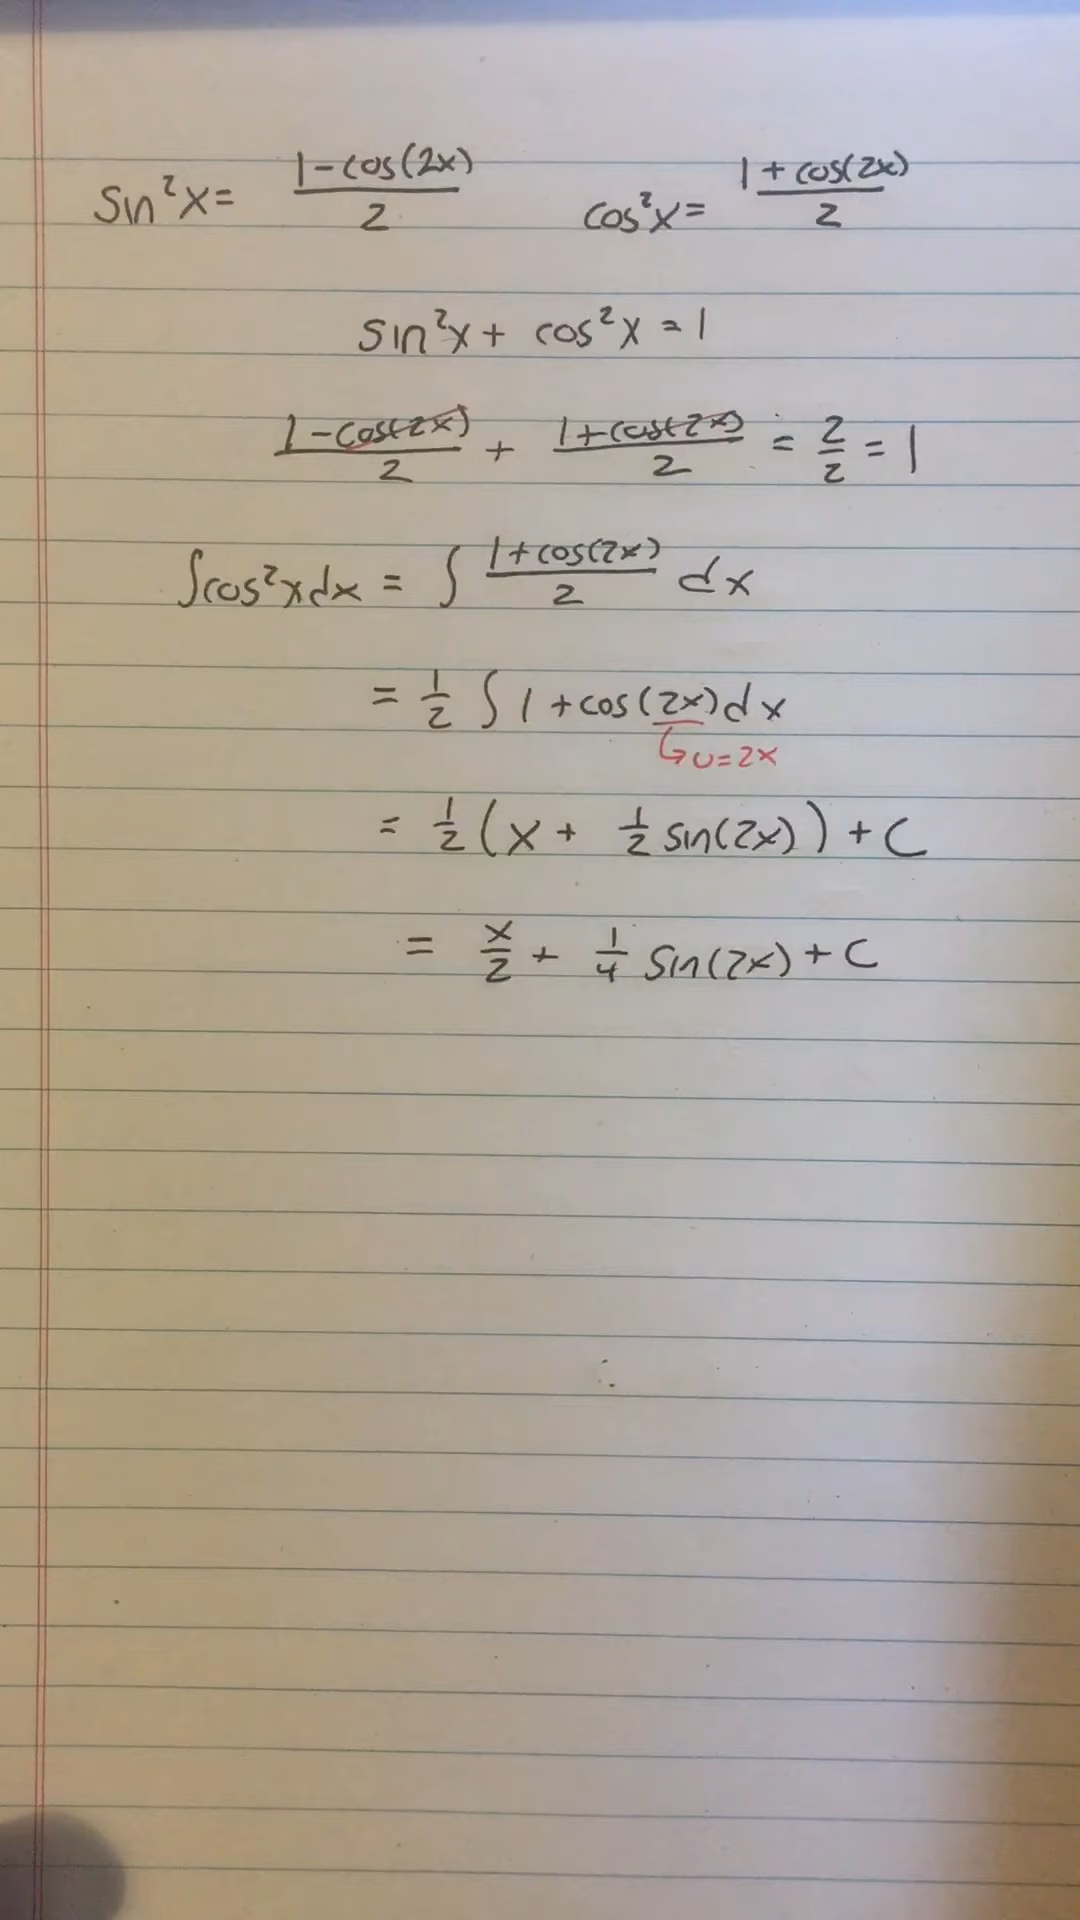 sin²x = (1-cos(2x))/2    cos²x = (1+cos(2x))/2
sin²x + cos²x = 1
(1-cos(2x))/2 + (1+cos(2x))/2 = 2/2 = 1
∫cos²xdx = ∫ (1+cos(2x))/2 dx
= 1/2 ∫ 1+cos(2x)dx
↳u=2x
= 1/2 (x + 1/2 sin(2x)) + C
= x/2 + 1/4 sin(2x) + C